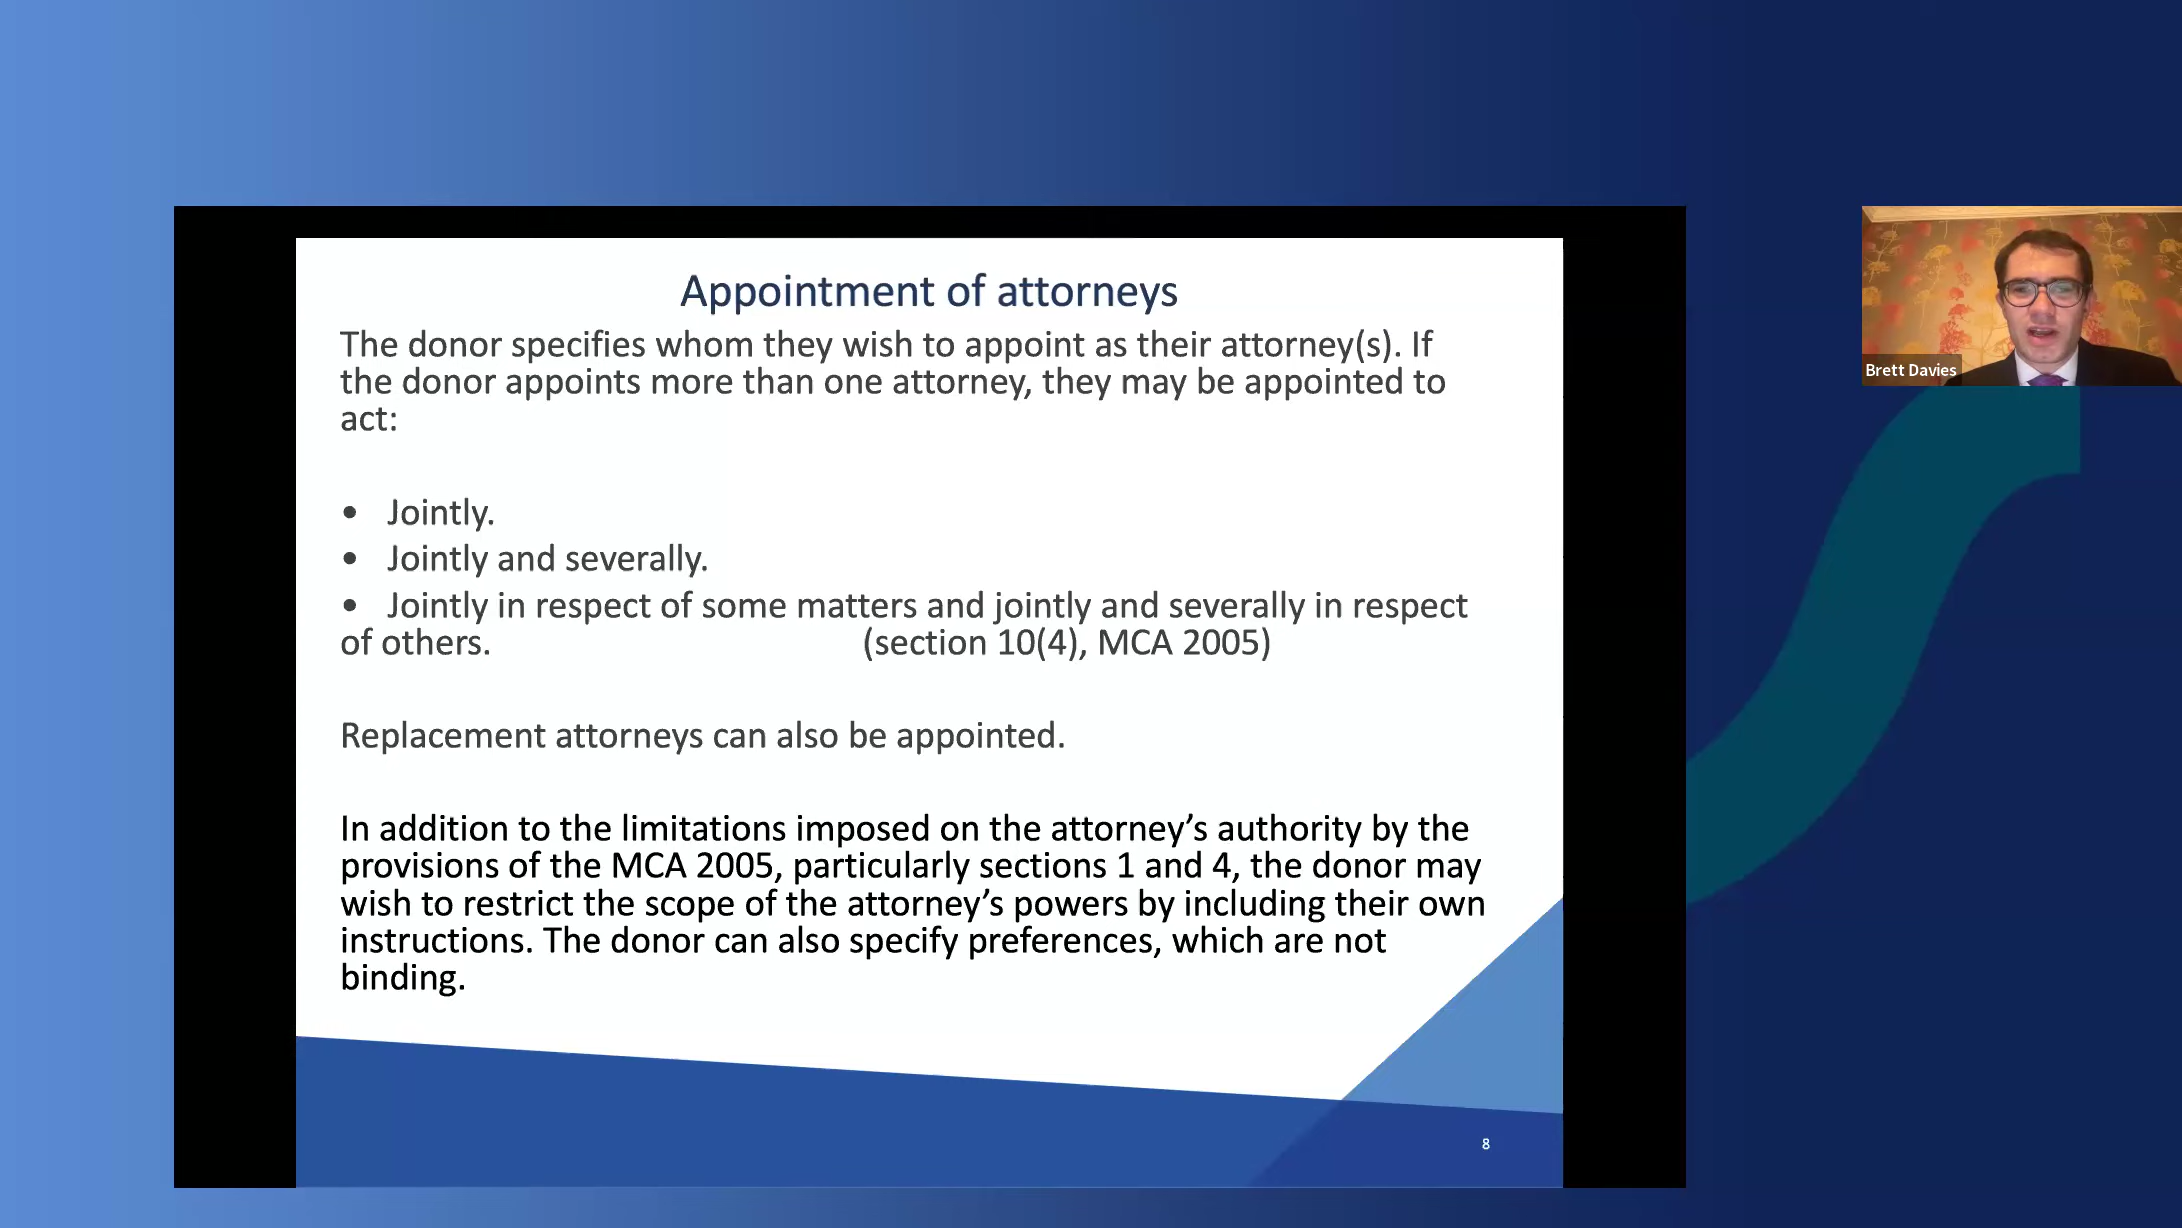 Appointment of attorneys
The donor specifies whom they wish to appoint as their attorney(s). If
the donor appoints more than one attorney, they may be appointed to
act:
• Jointly.
• Jointly and severally.
• Jointly in respect of some matters and jointly and severally in respect
of others. (section 10(4), MCA 2005)
Replacement attorneys can also be appointed.
In addition to the limitations imposed on the attorney’s authority by the
provisions of the MCA 2005, particularly sections 1 and 4, the donor may
wish to restrict the scope of the attorney’s powers by including their own
instructions. The donor can also specify preferences, which are not
binding.
8
Brett Davies